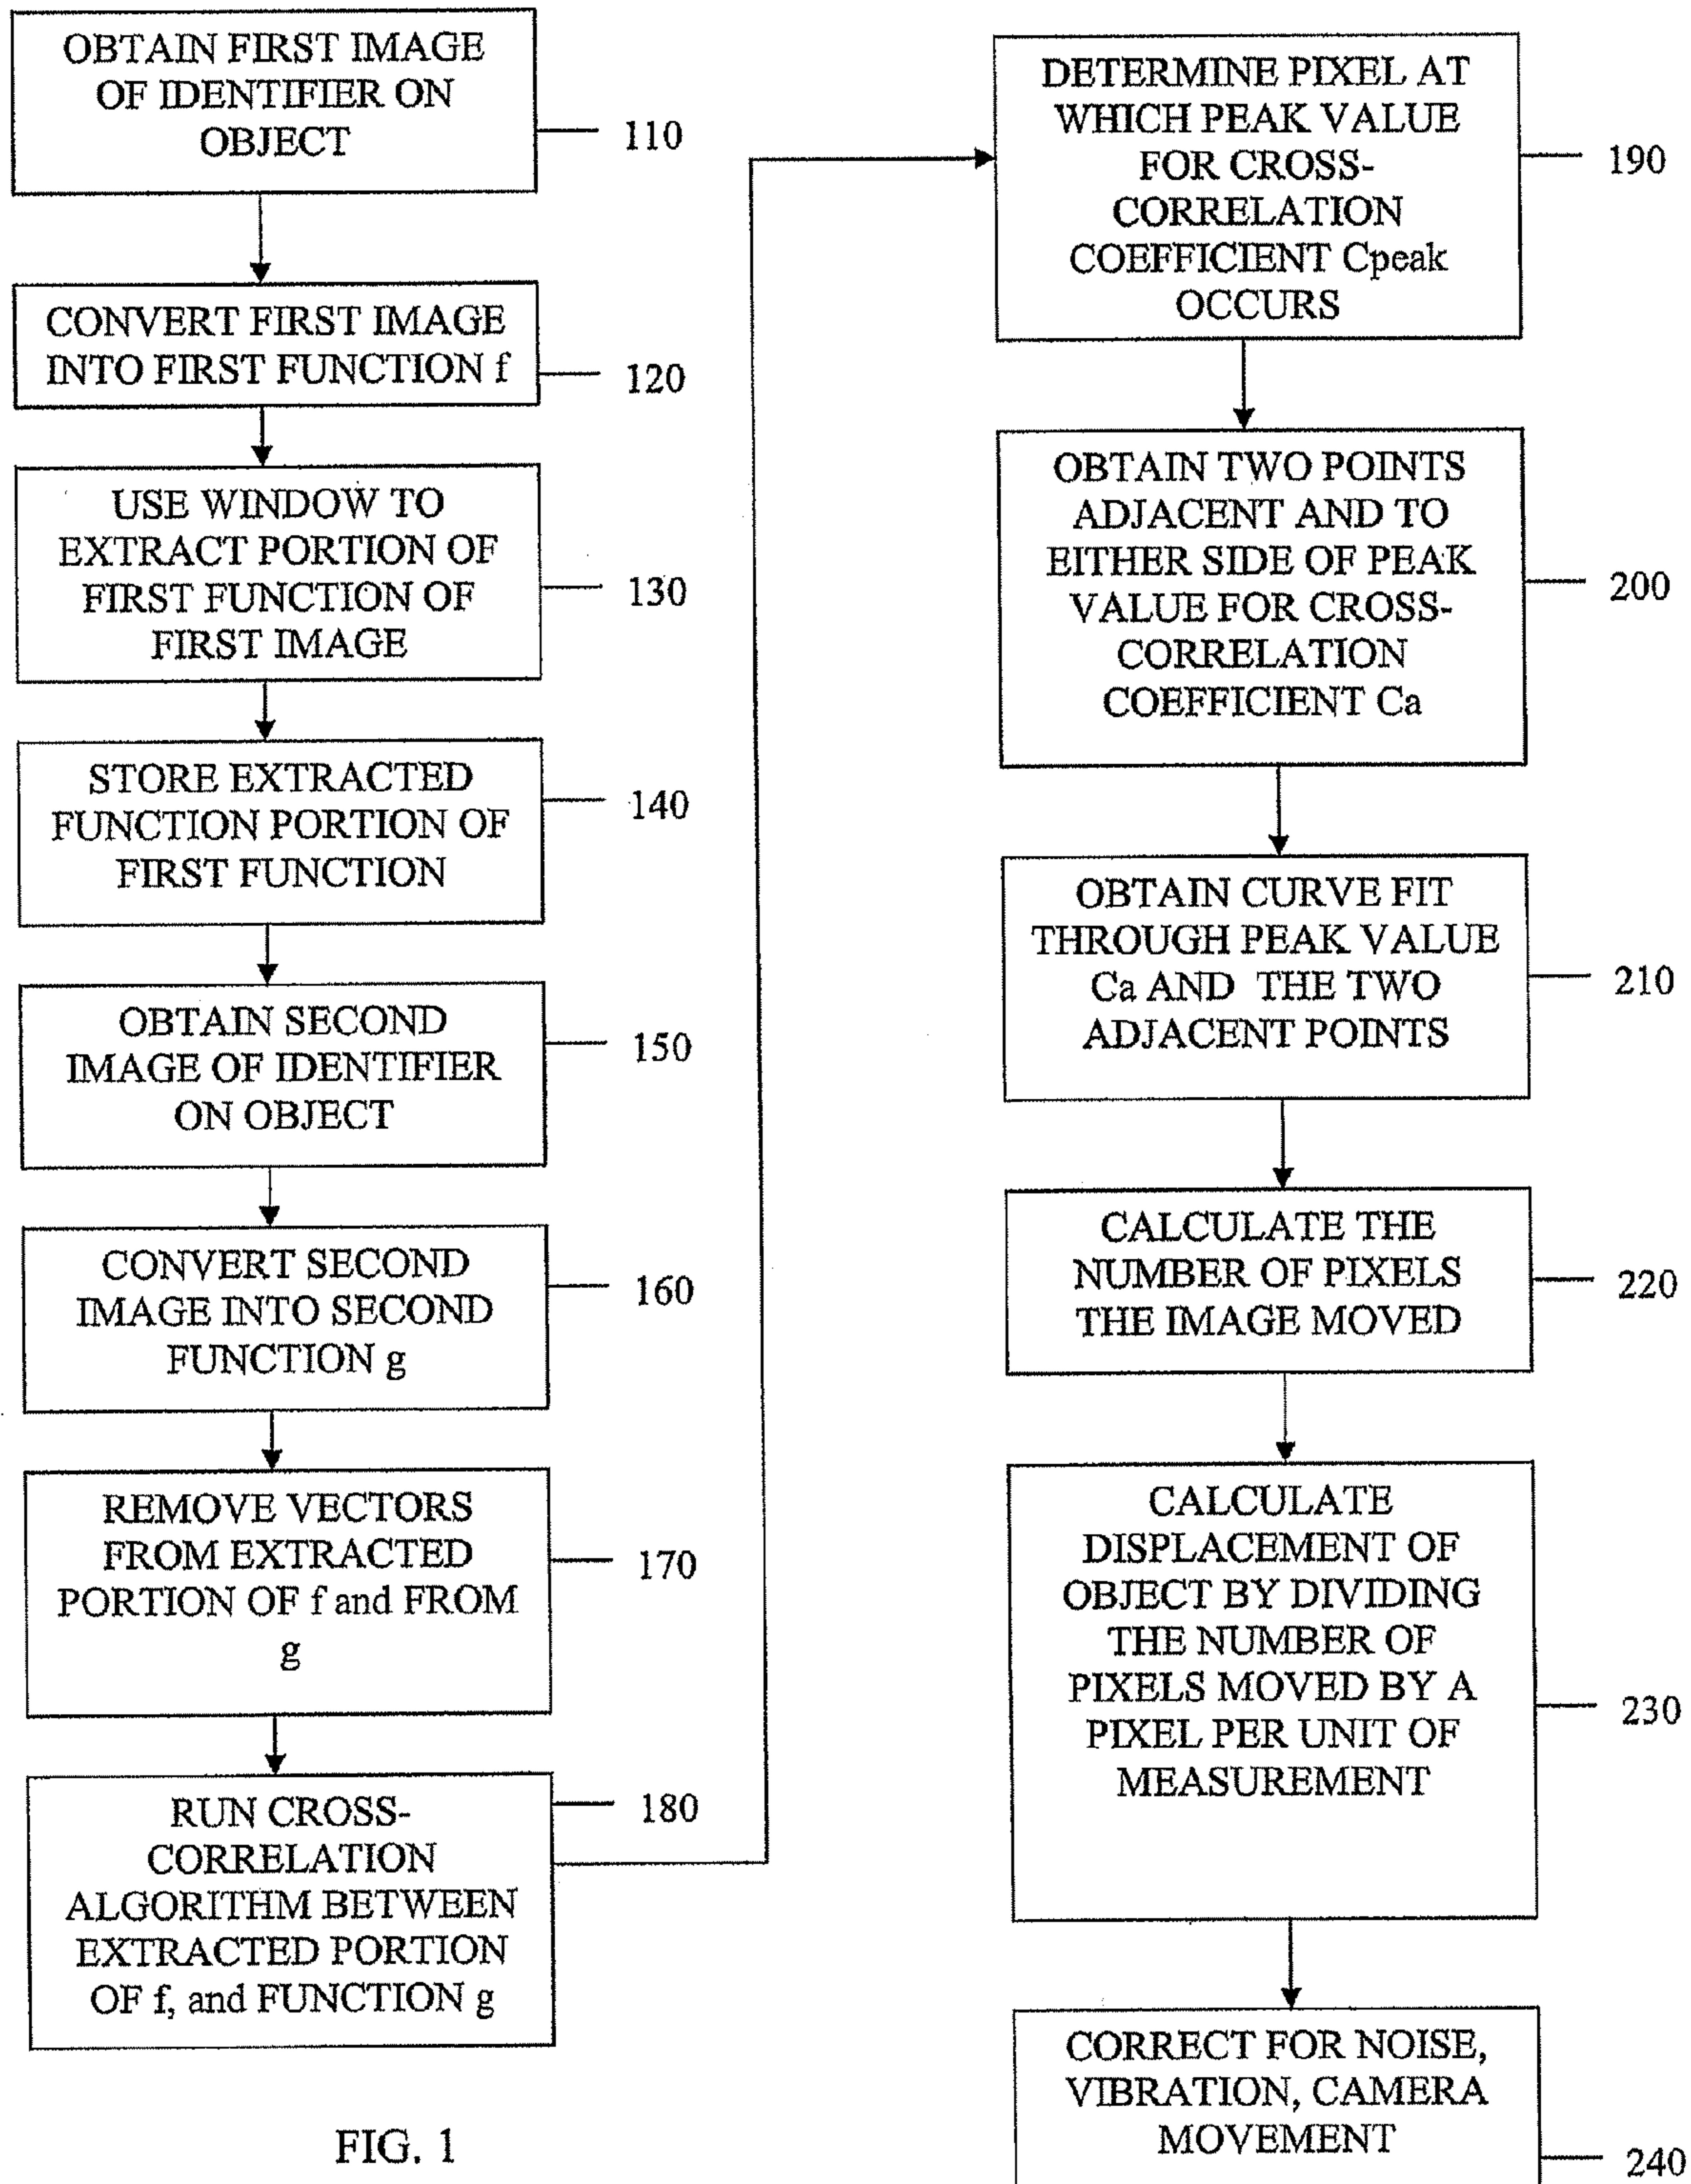 OBTAIN FIRST IMAGE
OF IDENTIFIER ON
OBJECT
110
CONVERT FIRST IMAGE
INTO FIRST FUNCTION f
120
USE WINDOW TO
EXTRACT PORTION OF
FIRST FUNCTION OF
FIRST IMAGE
130
STORE EXTRACTED
FUNCTION PORTION OF
FIRST FUNCTION
140
OBTAIN SECOND
IMAGE OF IDENTIFIER
ON OBJECT
150
CONVERT SECOND
IMAGE INTO SECOND
FUNCTION g
160
REMOVE VECTORS
FROM EXTRACTED
PORTION OF f and FROM
g
170
RUN CROSS-
CORRELATION
ALGORITHM BETWEEN
EXTRACTED PORTION
OF f, and FUNCTION g
180
DETERMINE PIXEL AT
WHICH PEAK VALUE
FOR CROSS-
CORRELATION
COEFFICIENT Cpeak
OCCURS
190
OBTAIN TWO POINTS
ADJACENT AND TO
EITHER SIDE OF PEAK
VALUE FOR CROSS-
CORRELATION
COEFFICIENT Ca
200
OBTAIN CURVE FIT
THROUGH PEAK VALUE
Ca AND THE TWO
ADJACENT POINTS
210
CALCULATE THE
NUMBER OF PIXELS
THE IMAGE MOVED
220
CALCULATE
DISPLACEMENT OF
OBJECT BY DIVIDING
THE NUMBER OF
PIXELS MOVED BY A
PIXEL PER UNIT OF
MEASUREMENT
230
CORRECT FOR NOISE,
VIBRATION, CAMERA
MOVEMENT
240
FIG. 1